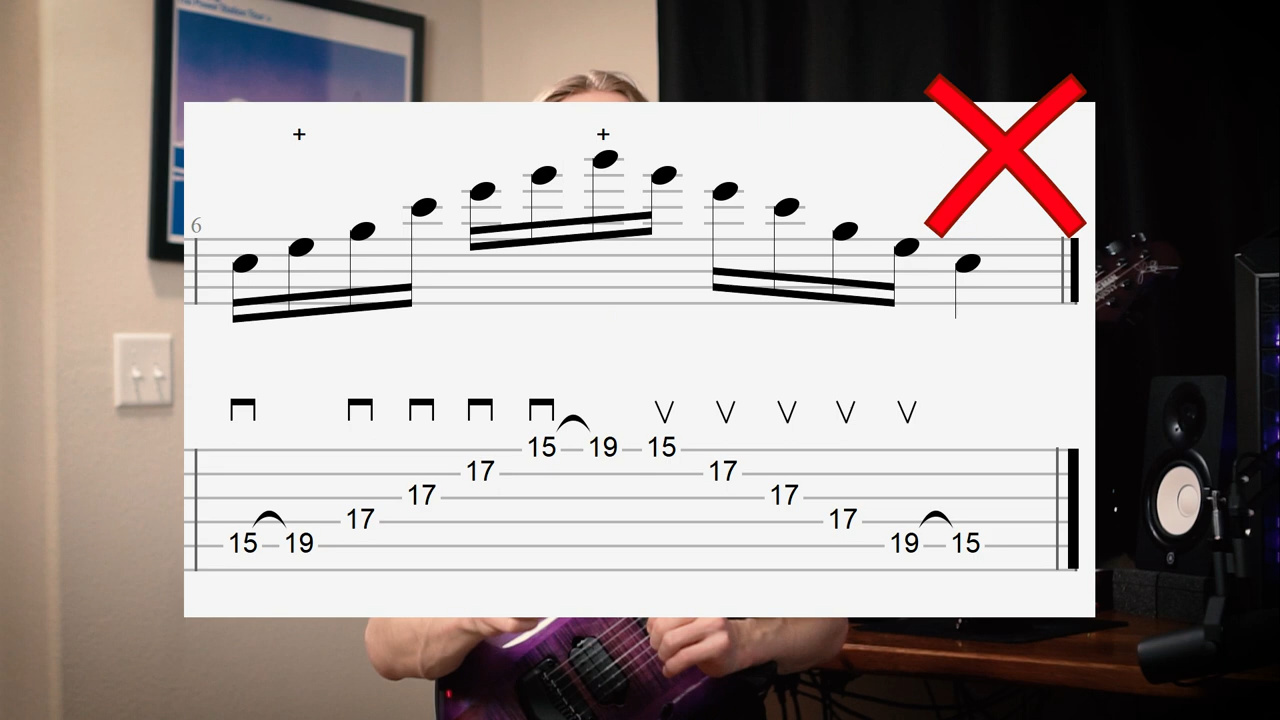 + +
6
15 19 15
17 17
17 17
17 17
15 19 19 15